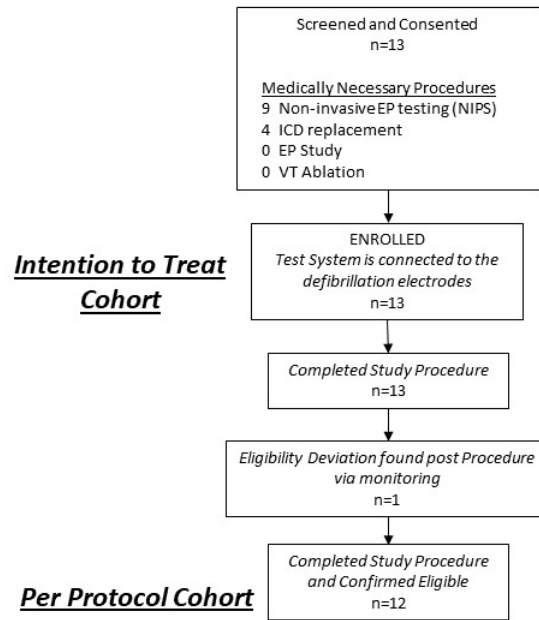 Screened and Consented
n=13
Medically Necessary Procedures
9 Non-invasive EP testing (NIPS)
4 ICD replacement
0 EP Study
0 VT Ablation
Intention to Treat
Cohort
ENROLLED
Test System is connected to the
defibrillation electrodes
n=13
Completed Study Procedure
n=13
Eligibility Deviation found post Procedure
via monitoring
n=1
Completed Study Procedure
and Confirmed Eligible
n=12
Per Protocol Cohort